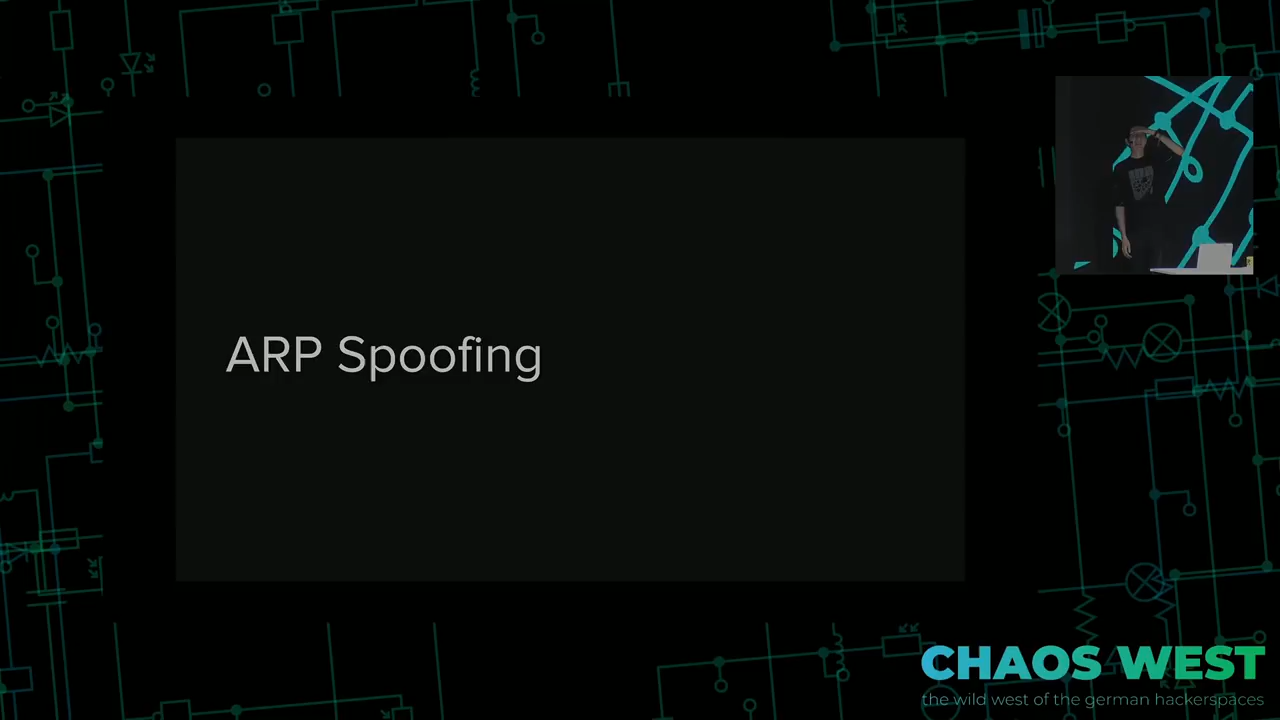 ARP Spoofing
CHAOS WEST
the wild west of the german hackerspaces